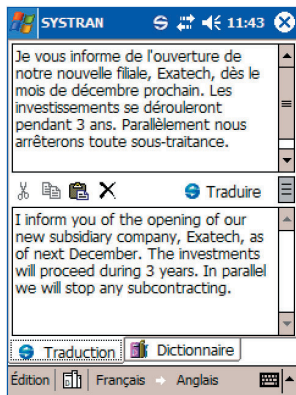 SYSTRAN 11:43
Je vous informe de l'ouverture de
notre nouvelle filiale, Exatech, dès le
mois de décembre prochain. Les
investissements se dérouleront
pendant 3 ans. Parallèlement nous
arrêterons toute sous-traitance.
Traduire
I inform you of the opening of our
new subsidiary company, Exatech, as
of next December. The investments
will proceed during 3 years. In parallel
we will stop any subcontracting.
Traduction Dictionnaire
Édition Français Anglais